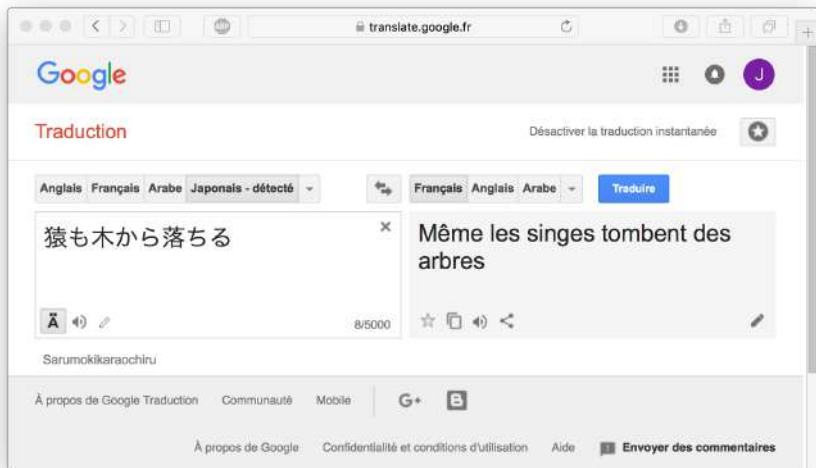 translate.google.fr
Google
J
Traduction
Désactiver la traduction instantanée
Anglais Français Arabe Japonais - détecté
Français Anglais Arabe
Traduire
猿も木から落ちる
Même les singes tombent des
arbres
Ä
8/5000
Sarumokikaraochiru
À propos de Google Traduction Communauté Mobile G+
À propos de Google Confidentialité et conditions d'utilisation Aide Envoyer des commentaires